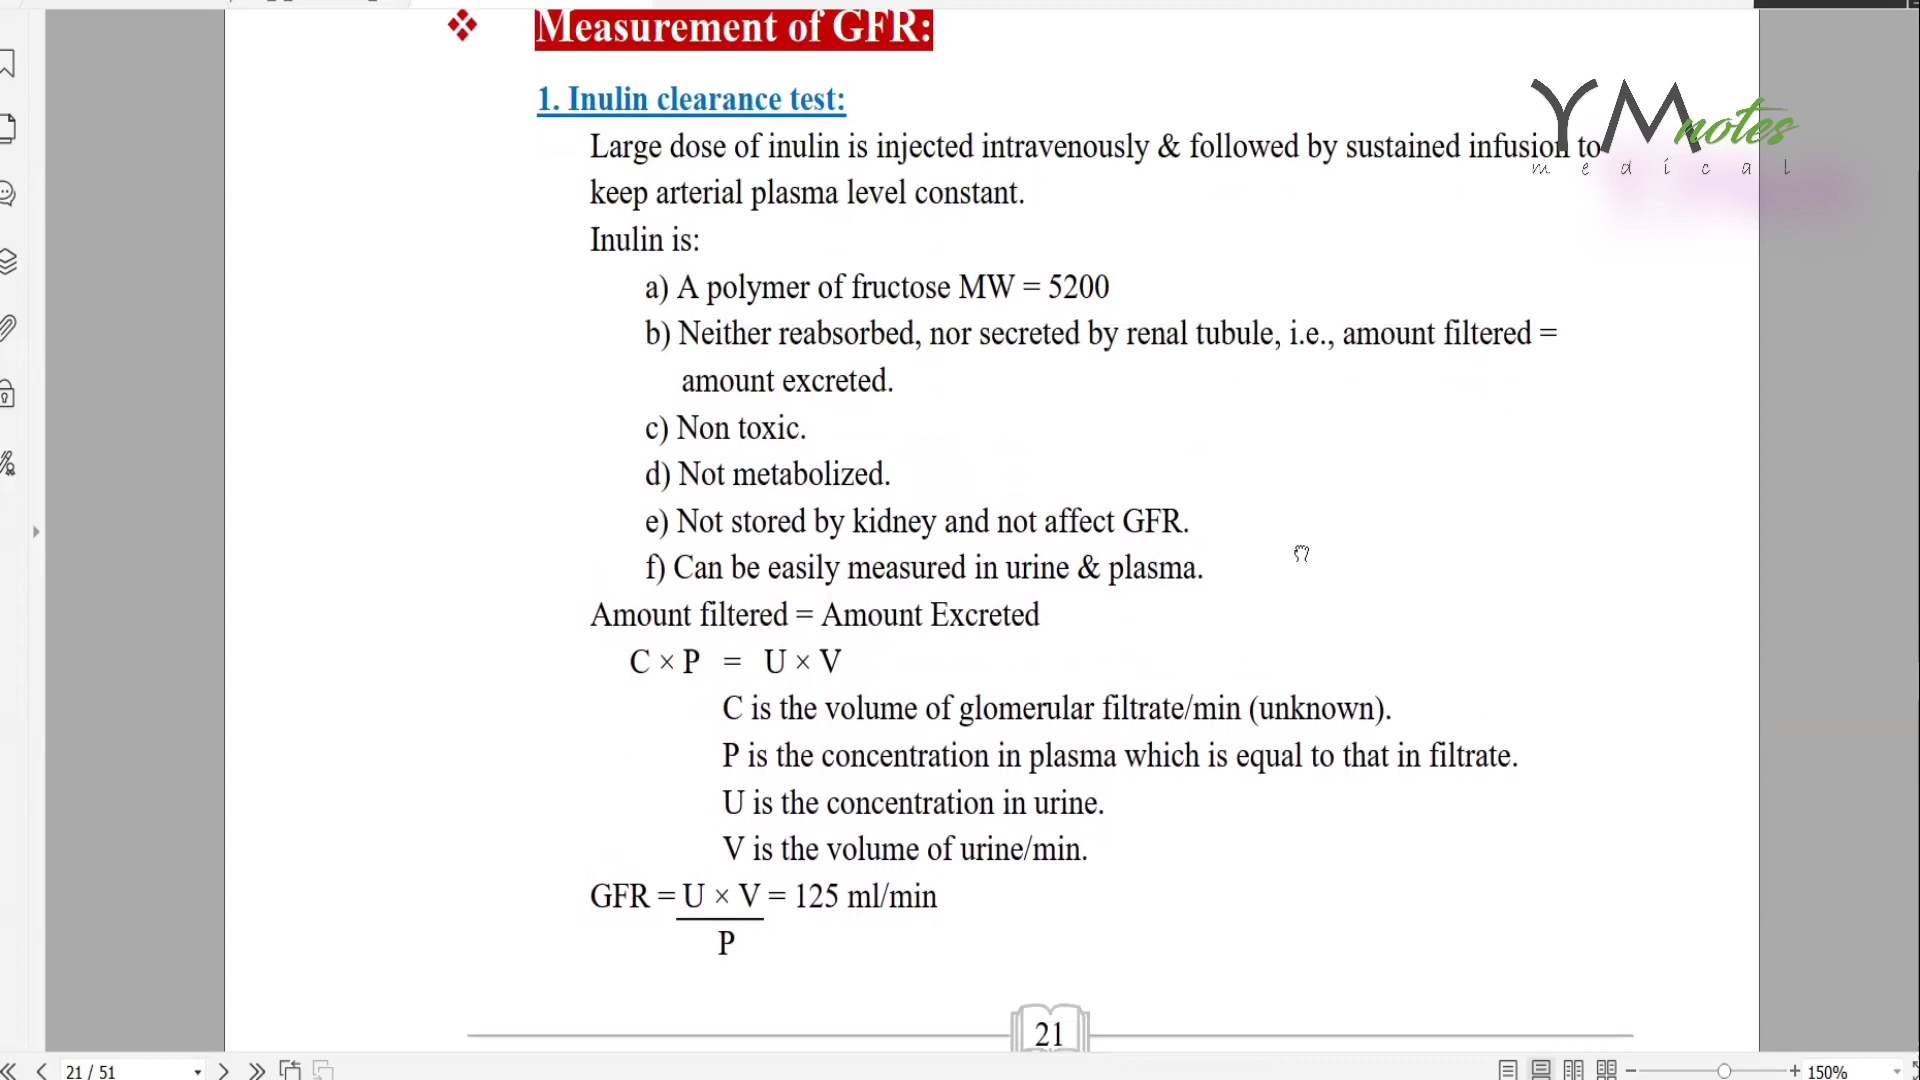 ❖ Measurement of GFR:
1. Inulin clearance test:
YM notes
medical
Large dose of inulin is injected intravenously & followed by sustained infusion to
keep arterial plasma level constant.
Inulin is:
a) A polymer of fructose MW = 5200
b) Neither reabsorbed, nor secreted by renal tubule, i.e., amount filtered =
amount excreted.
c) Non toxic.
d) Not metabolized.
e) Not stored by kidney and not affect GFR.
f) Can be easily measured in urine & plasma.
Amount filtered = Amount Excreted
C × P = U × V
C is the volume of glomerular filtrate/min (unknown).
P is the concentration in plasma which is equal to that in filtrate.
U is the concentration in urine.
V is the volume of urine/min.
GFR = U × V = 125 ml/min
P
21
21 / 51
150%